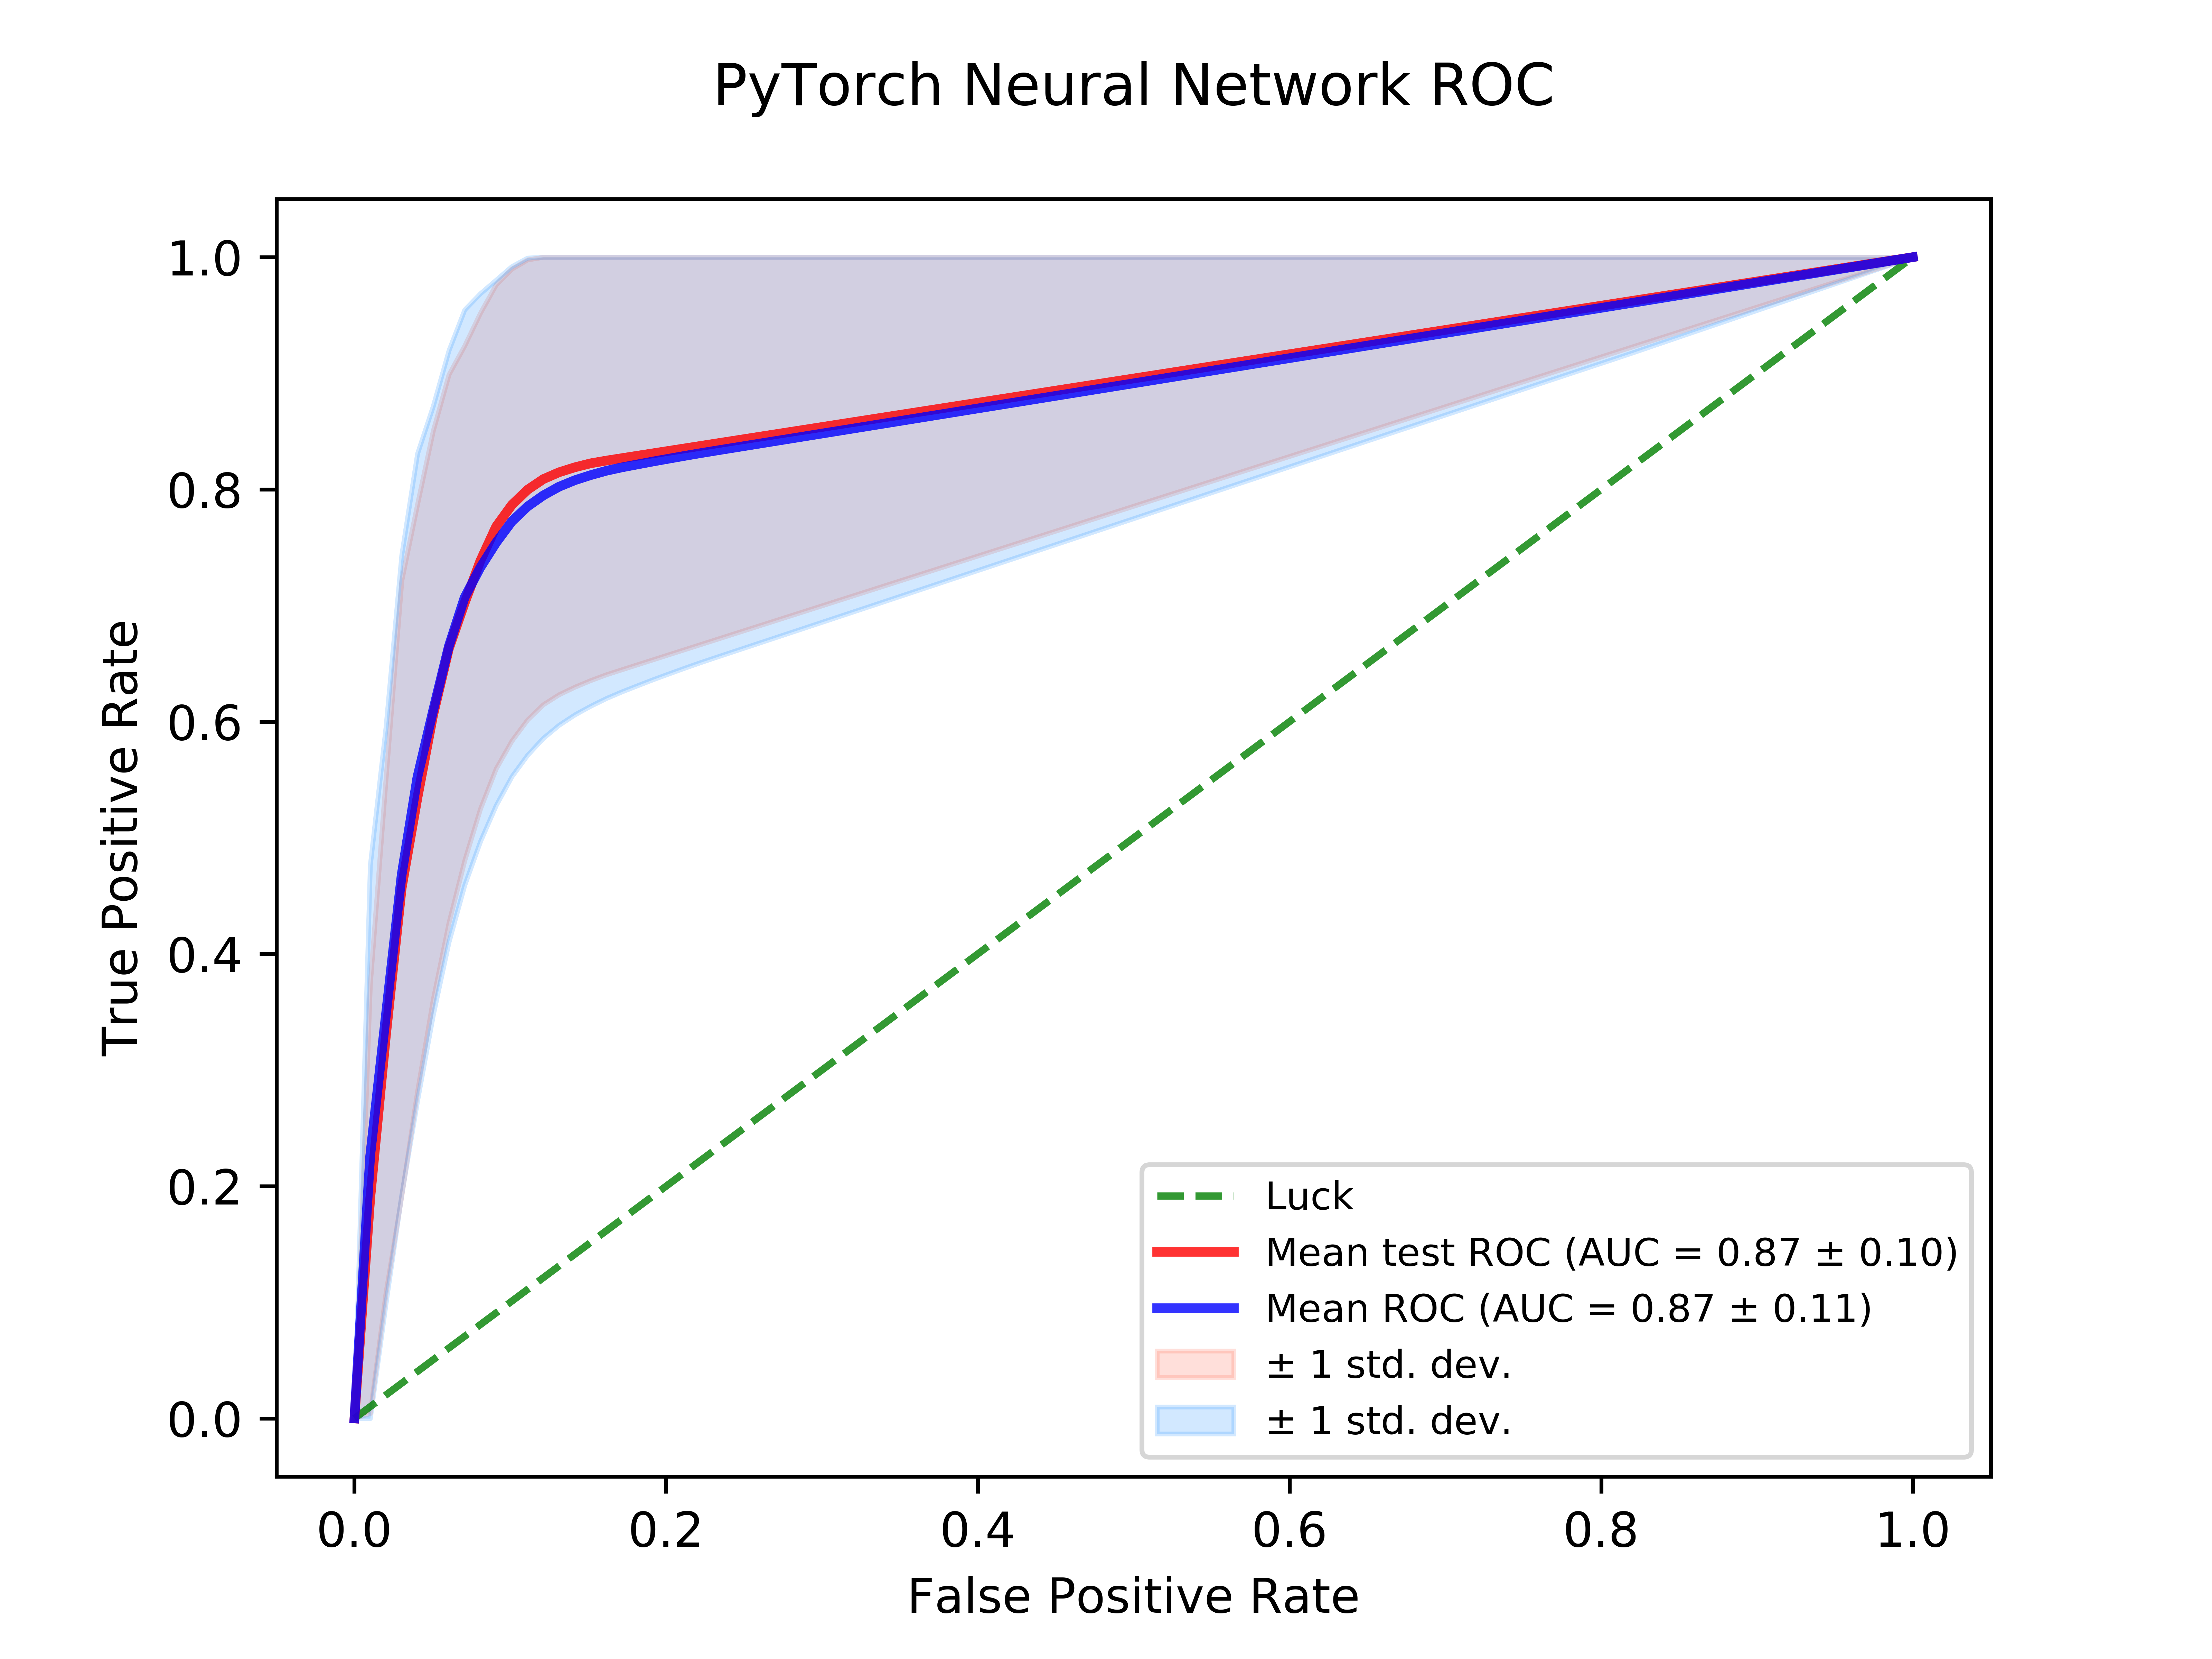 PyTorch Neural Network ROC
1.0
0.8
0.6
0.4
0.2
0.0
True Positive Rate
Luck
Mean test ROC (AUC = 0.87 ± 0.10)
Mean ROC (AUC = 0.87 ± 0.11)
± 1 std. dev.
± 1 std. dev.
0.0 0.2 0.4 0.6 0.8 1.0
False Positive Rate